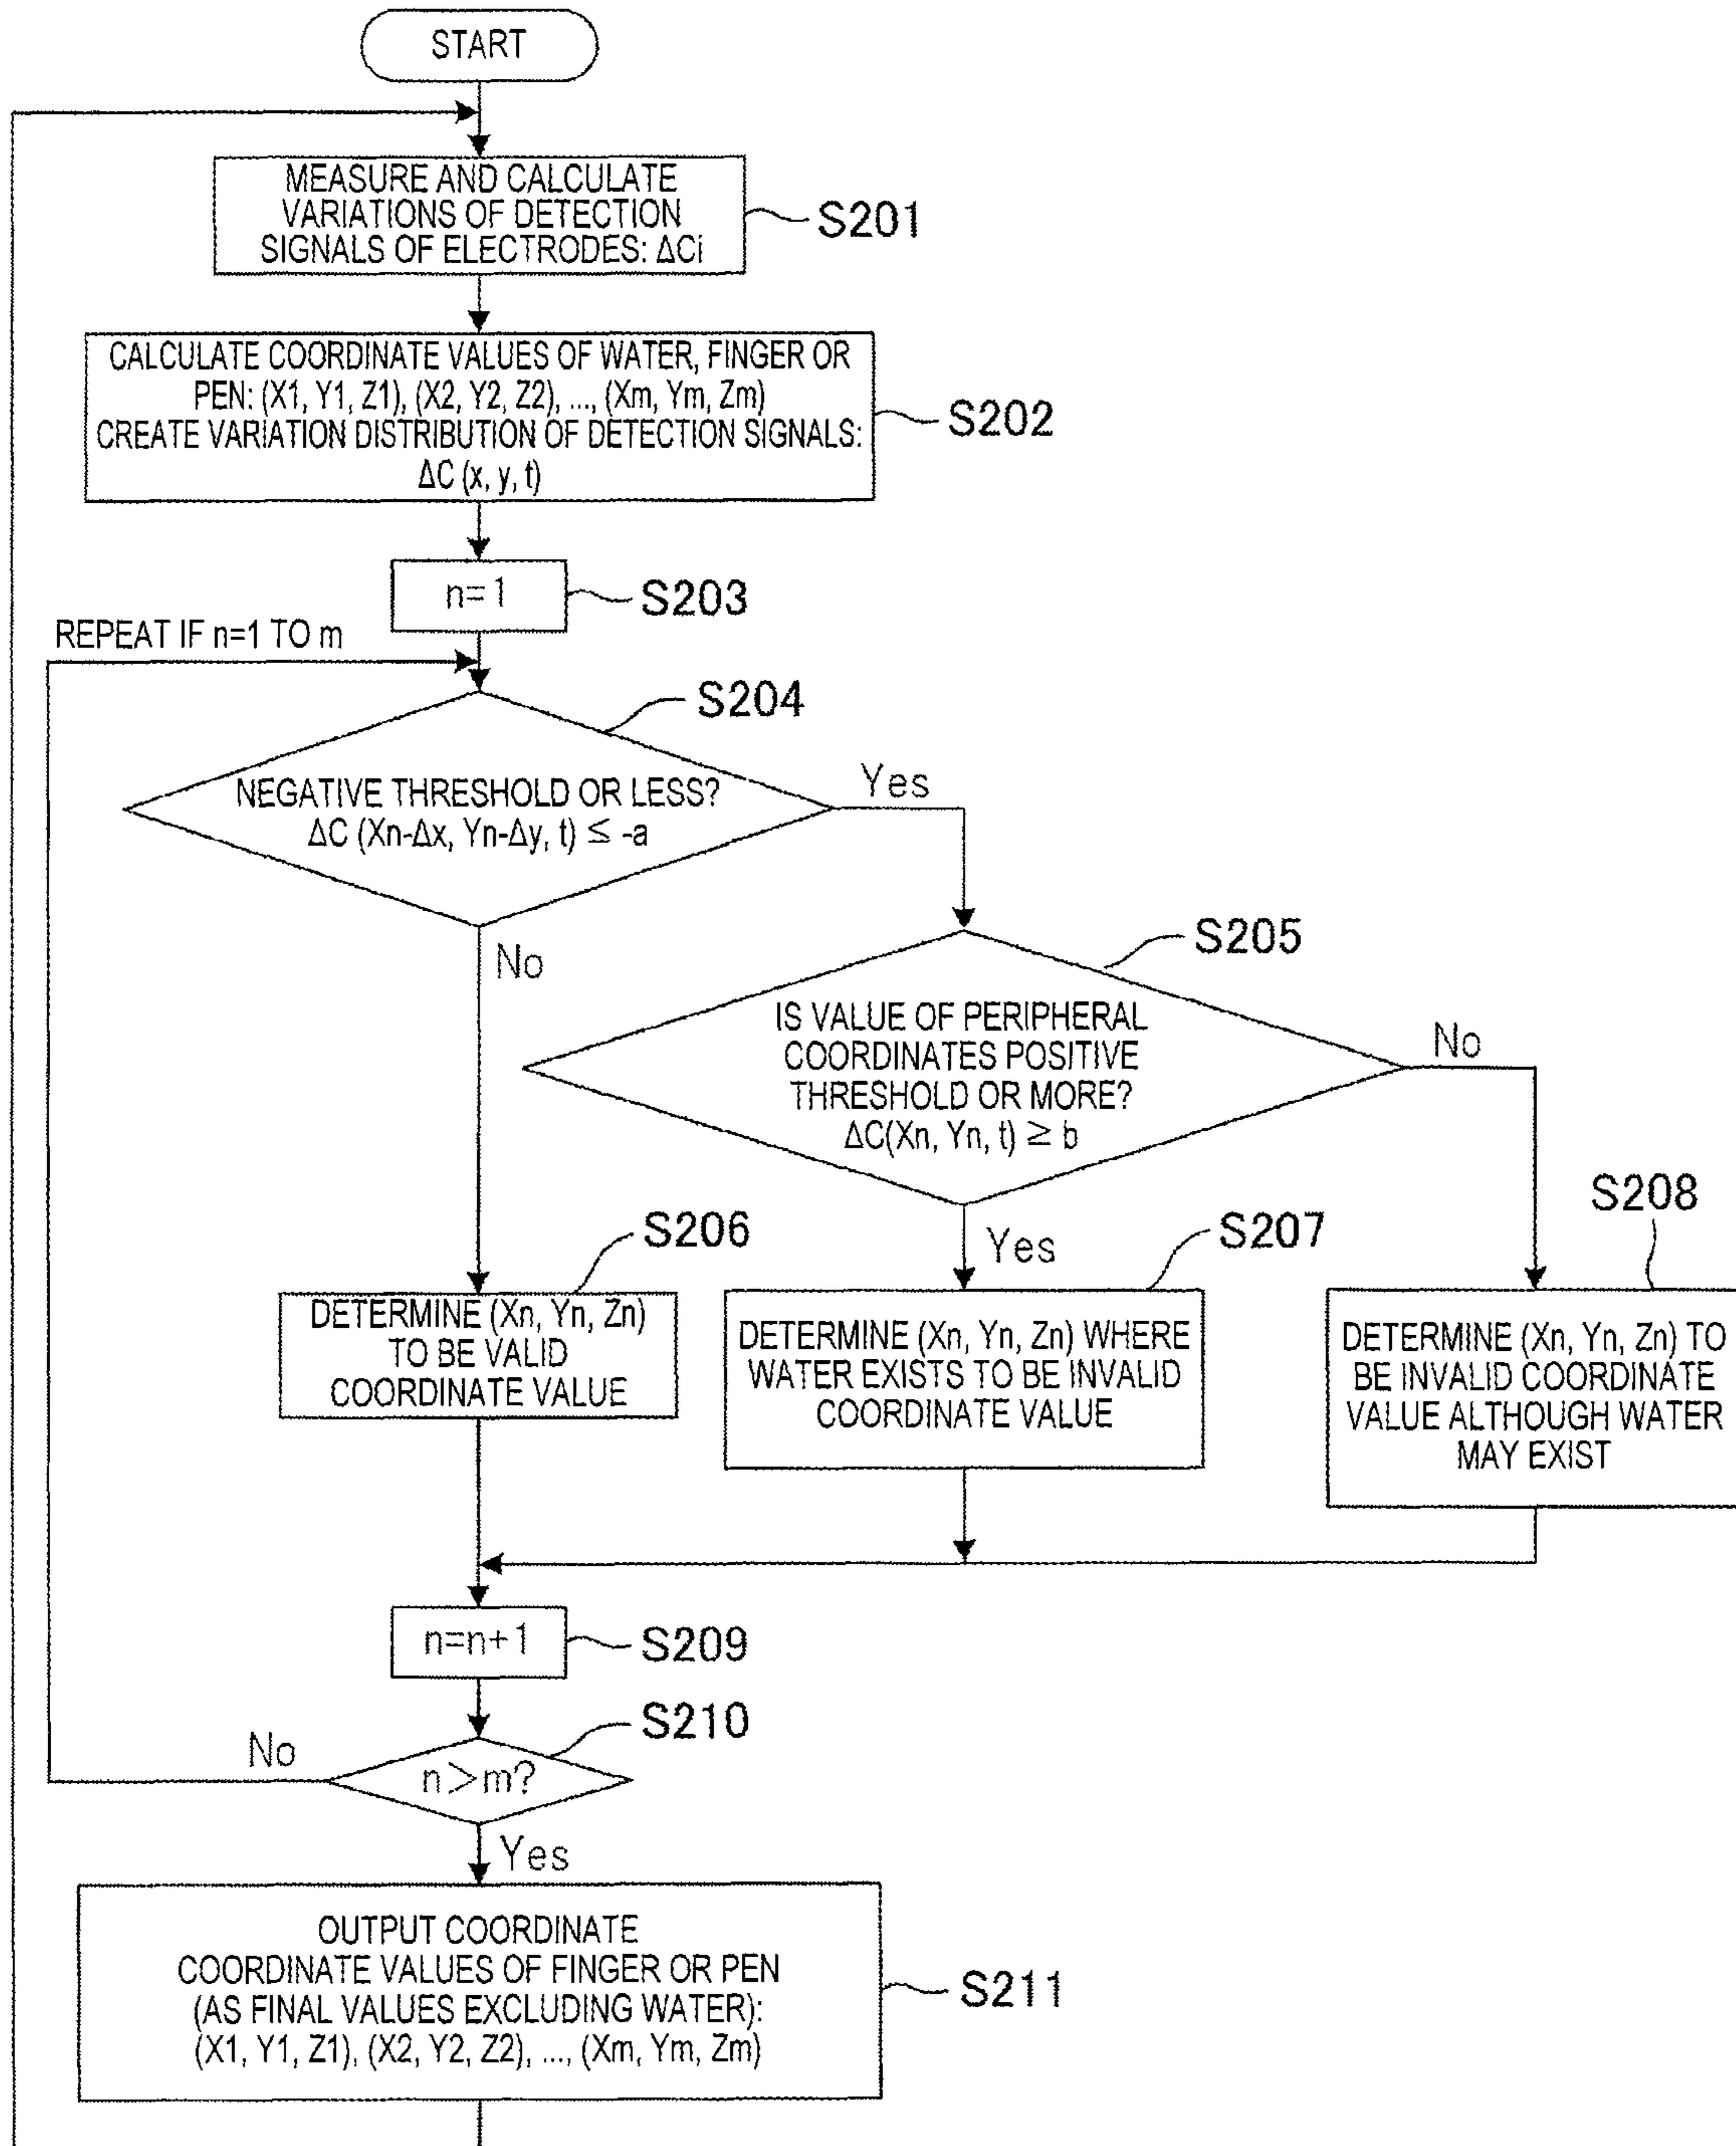 START
MEASURE AND CALCULATE
VARIATIONS OF DETECTION
SIGNALS OF ELECTRODES: ΔCi
S201
CALCULATE COORDINATE VALUES OF WATER, FINGER OR
PEN: (X1, Y1, Z1), (X2, Y2, Z2), ..., (Xm, Ym, Zm)
CREATE VARIATION DISTRIBUTION OF DETECTION SIGNALS:
ΔC (x, y, t)
S202
n=1
S203
REPEAT IF n=1 TO m
S204
NEGATIVE THRESHOLD OR LESS?
ΔC (Xn-Δx, Yn-Δy, t) ≤ -a
Yes
No
S205
IS VALUE OF PERIPHERAL
COORDINATES POSITIVE
THRESHOLD OR MORE?
ΔC(Xn, Yn, t) ≥ b
No
Yes
S206
DETERMINE (Xn, Yn, Zn)
TO BE VALID
COORDINATE VALUE
S207
DETERMINE (Xn, Yn, Zn) WHERE
WATER EXISTS TO BE INVALID
COORDINATE VALUE
S208
DETERMINE (Xn, Yn, Zn) TO
BE INVALID COORDINATE
VALUE ALTHOUGH WATER
MAY EXIST
n=n+1
S209
S210
n>m?
No
Yes
OUTPUT COORDINATE
COORDINATE VALUES OF FINGER OR PEN
(AS FINAL VALUES EXCLUDING WATER):
(X1, Y1, Z1), (X2, Y2, Z2), ..., (Xm, Ym, Zm)
S211